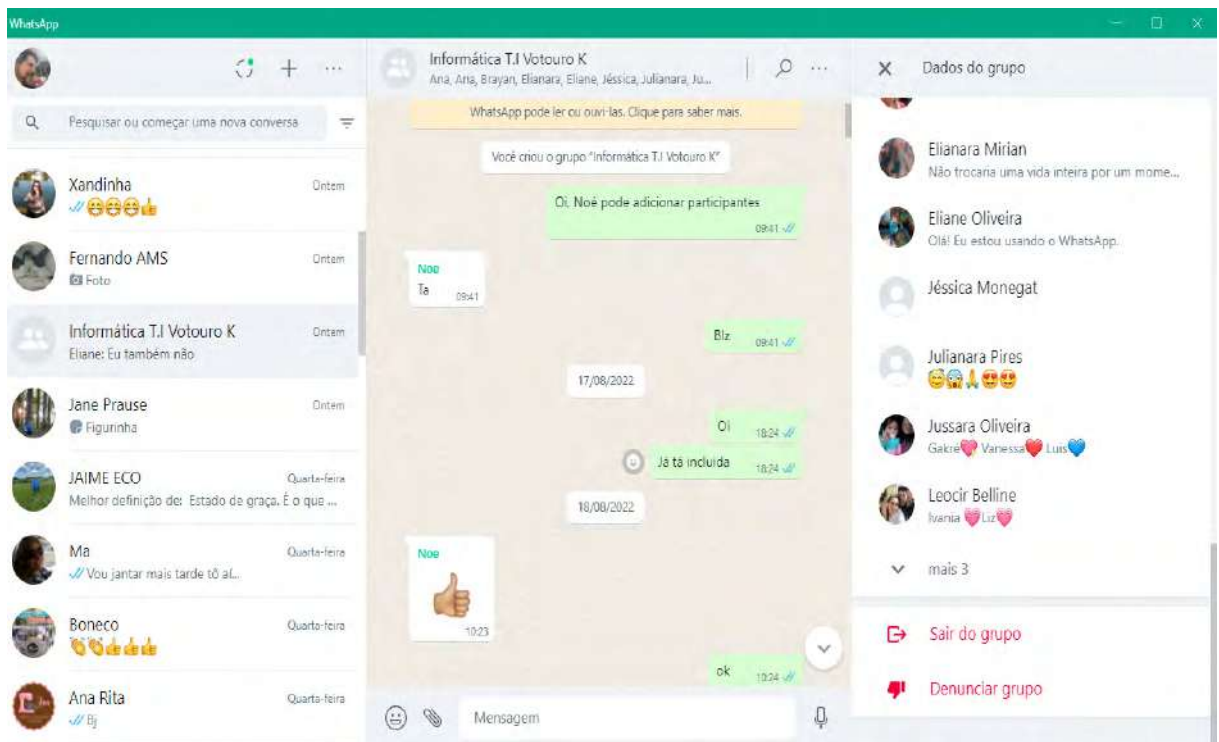 WhatsApp
Pesquisar ou começar uma nova conversa
Xandinha
Ontem
Fernando AMS
Ontem
Foto
Informática T.I Votouro K
Ontem
Eliane: Eu também não
Jane Prause
Ontem
Figurinha
JAIME ECO
Quarta-feira
Melhor definição de: Estado de graça. É o que ...
Ma
Quarta-feira
Vou jantar mais tarde tô al...
Boneco
Quarta-feira
Ana Rita
Quarta-feira
Bj
Informática T.I Votouro K
Ana, Ana, Brayan, Elianara, Eliane, Jéssica, Julianara, Ju...
WhatsApp pode ler ou ouvi-las. Clique para saber mais.
Você criou o grupo "Informática T.I Votouro K"
Oi, Noé pode adicionar participantes
09:41
Noe
Ta 09:41
Blz 09:41
17/08/2022
Oi 18:24
Já tá incluida 18:24
18/08/2022
Noe
10:23
ok 10:24
Mensagem
Dados do grupo
Elianara Mirian
Não trocaria uma vida inteira por um mome...
Eliane Oliveira
Olá! Eu estou usando o WhatsApp.
Jéssica Monegat
Julianara Pires
Jussara Oliveira
Gakré💖 Vanessa❤️ Luis💙
Leocir Belline
Ivania 💖Liz💖
mais 3
Sair do grupo
Denunciar grupo